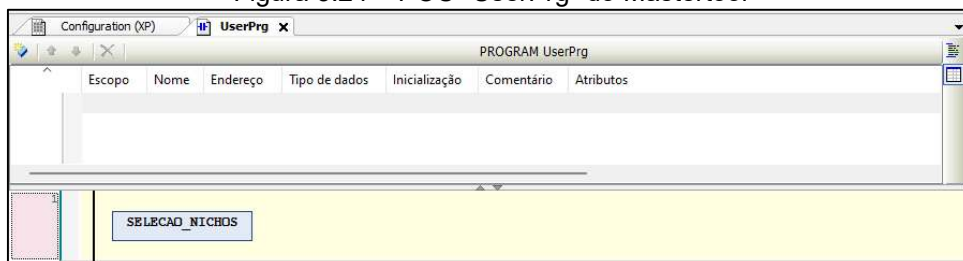 Configuration (XP) UserPrg x
PROGRAM UserPrg
Escopo Nome Endereço Tipo de dados Inicialização Comentário Atributos
1
SELECAO_NICHOS